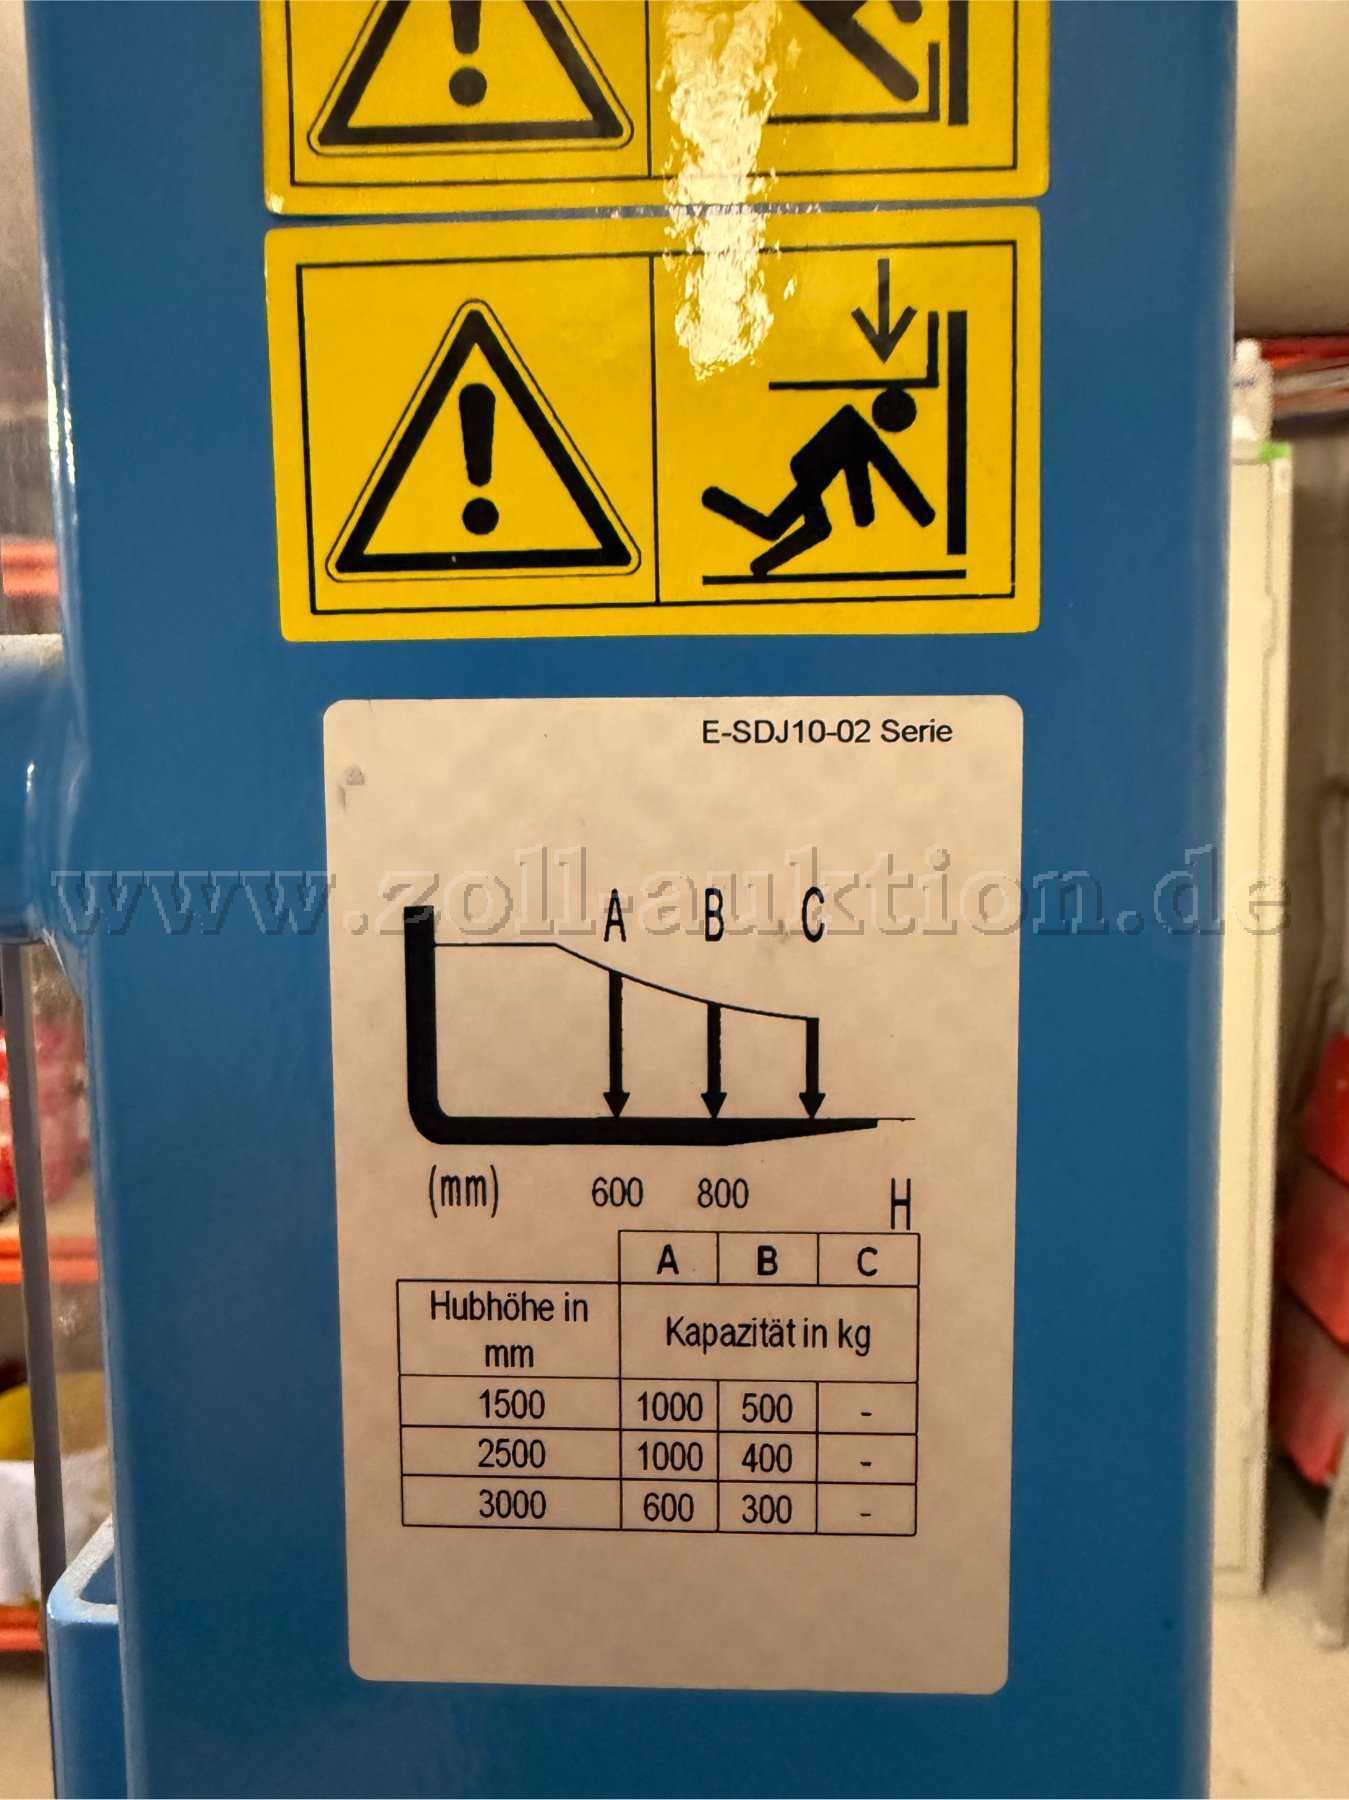 E-SDJ10-02 Serie
www.zoll-auktion.de
A B C
(mm) 600 800 H
A B C
Hubhöhe in
mm
Kapazität in kg
1500 1000 500 -
2500 1000 400 -
3000 600 300 -